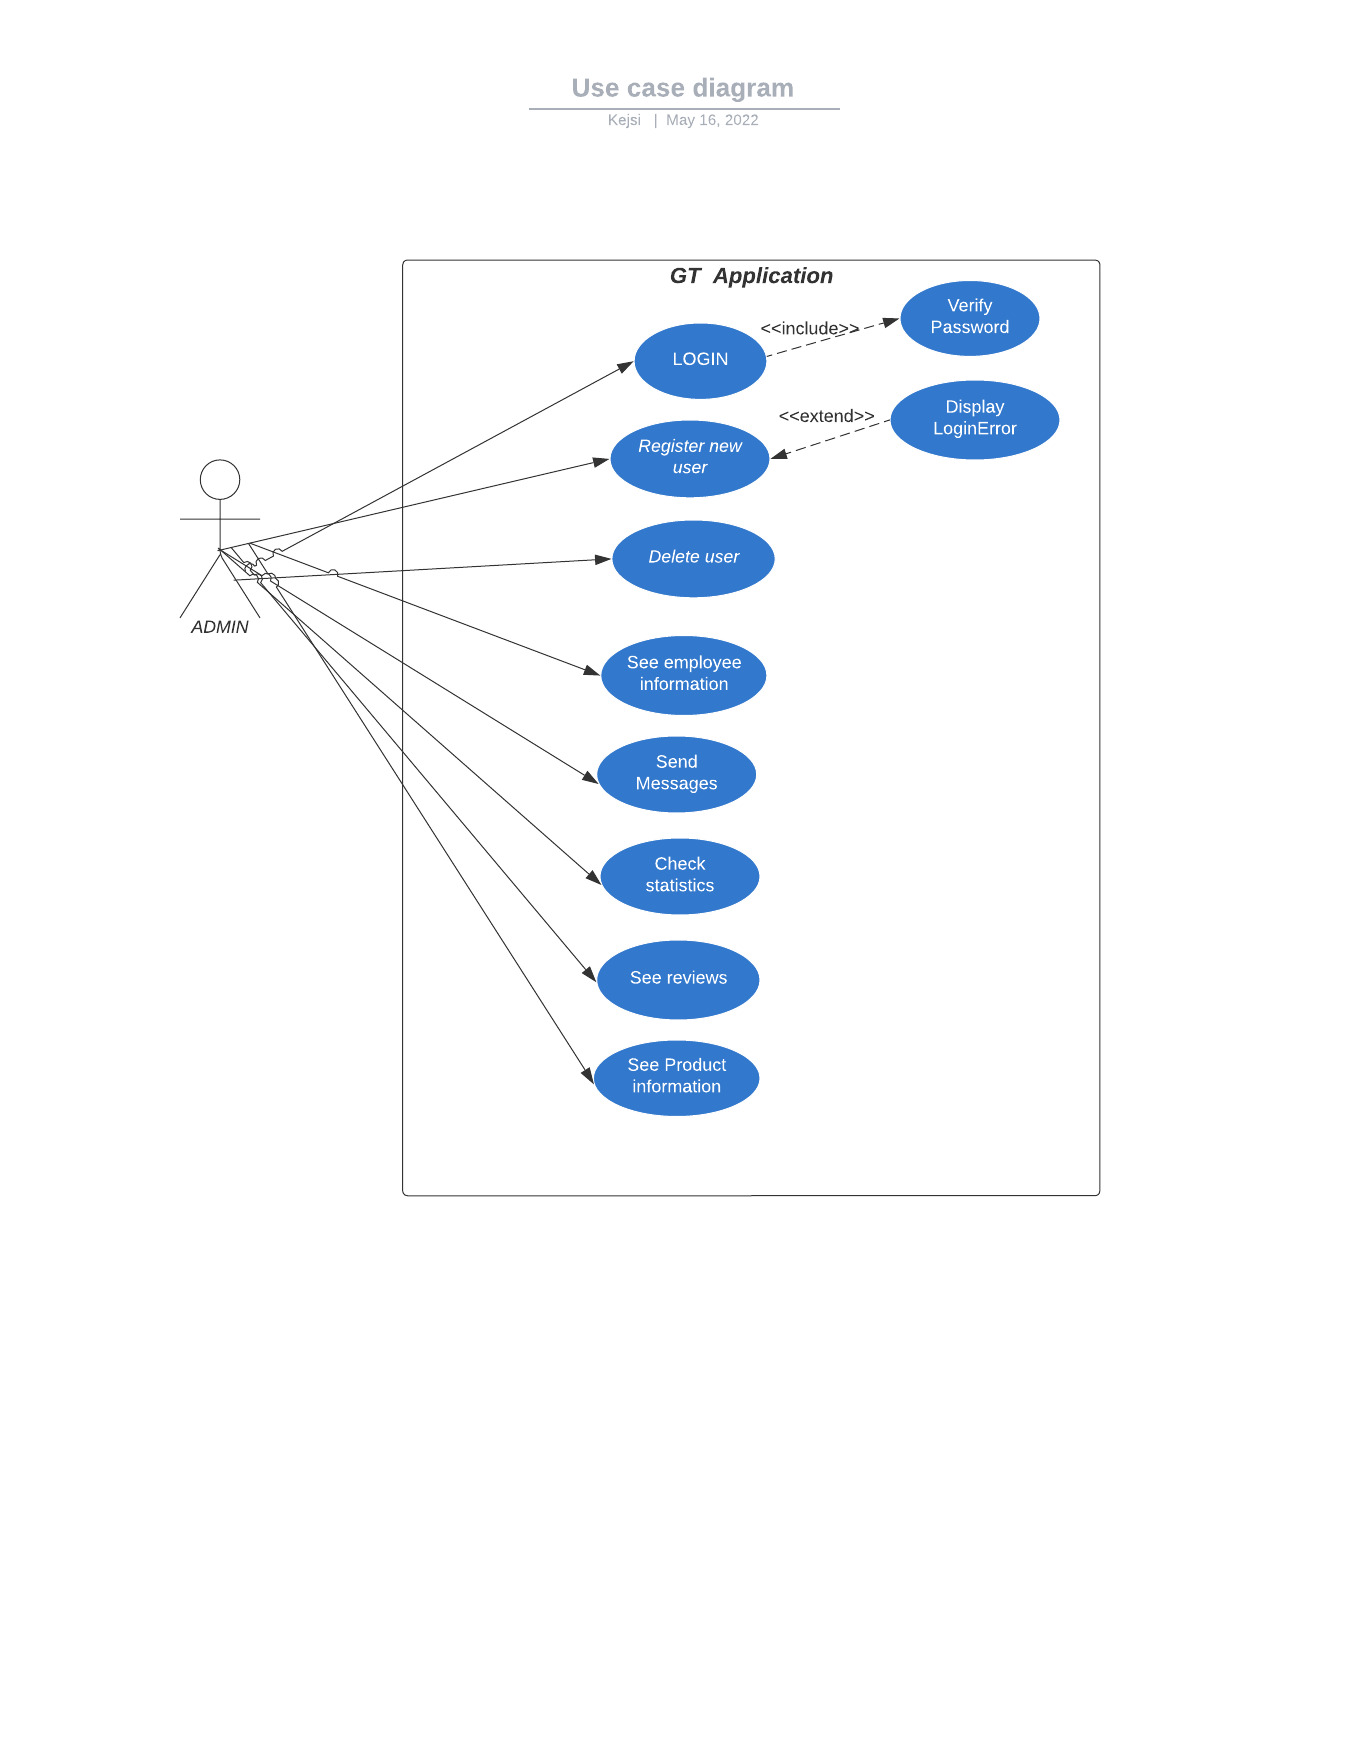 Use case diagram
Kejsi | May 16, 2022
GT Application
Verify
Password
<<include>>
LOGIN
Display
LoginError
<<extend>>
Register new
user
Delete user
ADMIN
See employee
information
Send
Messages
Check
statistics
See reviews
See Product
information